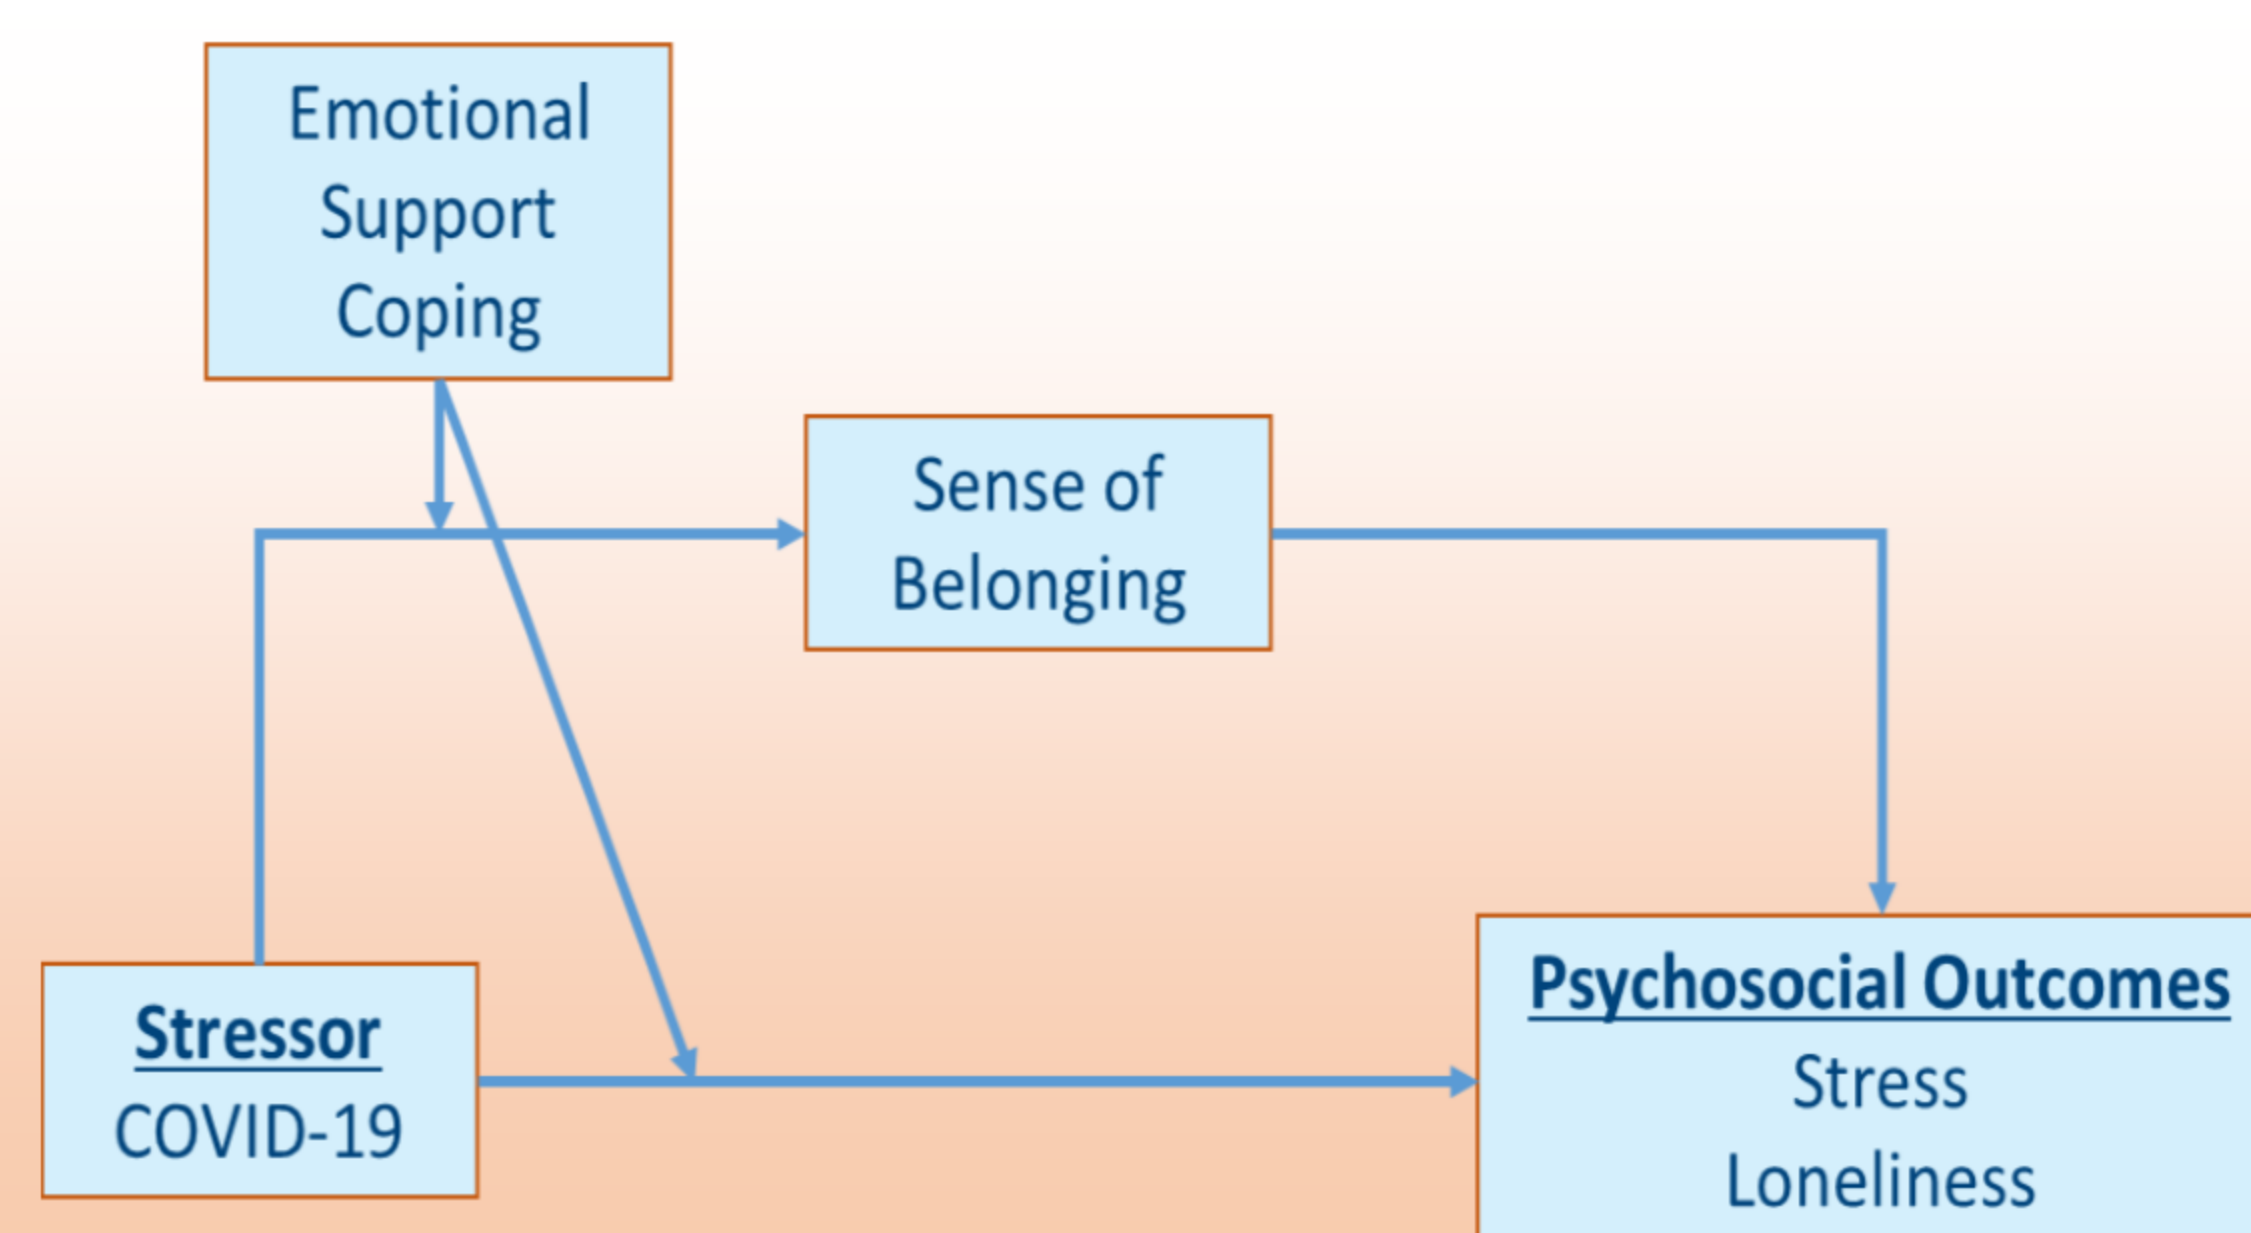 Emotional
Support
Coping
Sense of
Belonging
Stressor
COVID-19
Psychosocial Outcomes
Stress
Loneliness